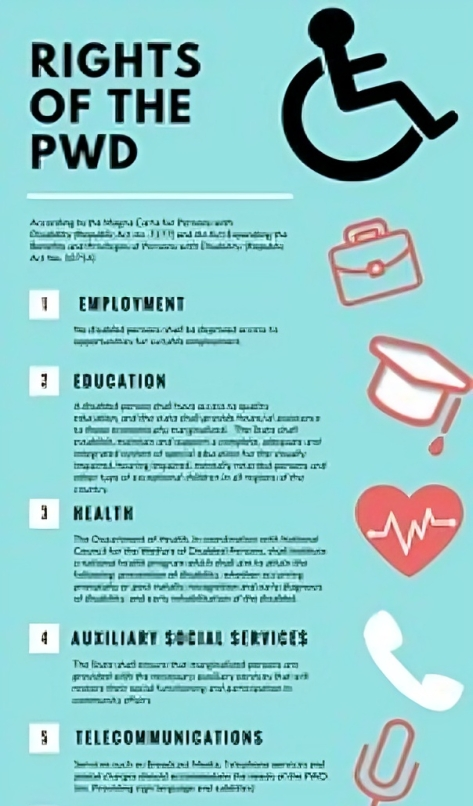 RIGHTS
OF THE
PWD
According to the Magna Carta for Persons with
Disability (Republic Act no. 7277) and the Act Expanding the
Benefits and Privileges of Persons with Disability (Republic
Act no.
1 EMPLOYMENT
No disabled persons shall be deprived access to
opportunities for suitable employment.
2 EDUCATION
A disabled person shall have access to quality
education, and the state shall provide financial assistance
to those economically marginalized. The State shall
establish, maintain and support a complete, adequate and
integrated system of special education for the visually
impaired, hearing impaired, mentally retarded persons and
other type of exceptional children in all regions of the
country.
3 HEALTH
The Department of Health, in coordination with National
Council for the Welfare of Disabled Persons, shall institute
a national health program which shall aim to attain the
following: prevention of disability, whether occurring
prenatally or post-natally; recognition and early diagnosis
of disability; and early rehabilitation of the disabled.
4 AUXILIARY SOCIAL SERVICES
The State shall ensure that marginalized persons are
provided with the necessary auxiliary services that will
restore their social functioning and participation in
community affairs.
5 TELECOMMUNICATIONS
Services such as Broadcast Media, Telephone services and
postal charges should accommodate the needs of the PWD
Providing sign language and subtitles)